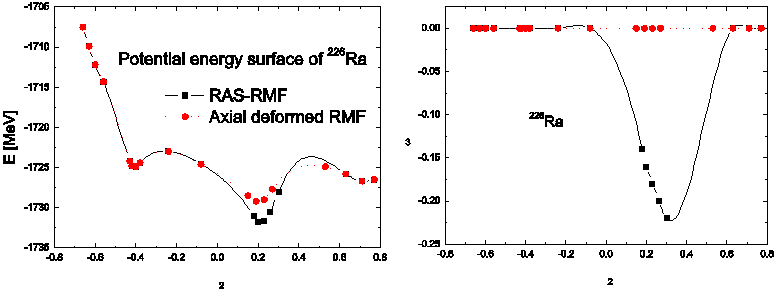 -1705
-1710
-1715
-1720
-1725
-1730
-1735
E [MeV]
Potential energy surface of ²²⁶Ra
RAS-RMF
Axial deformed RMF
-0.8 -0.6 -0.4 -0.2 0.0 0.2 0.4 0.6 0.8
2
0.00
-0.05
-0.10
-0.15
-0.20
-0.25
3
²²⁶Ra
-0.8 -0.6 -0.4 -0.2 0.0 0.2 0.4 0.6 0.8
2